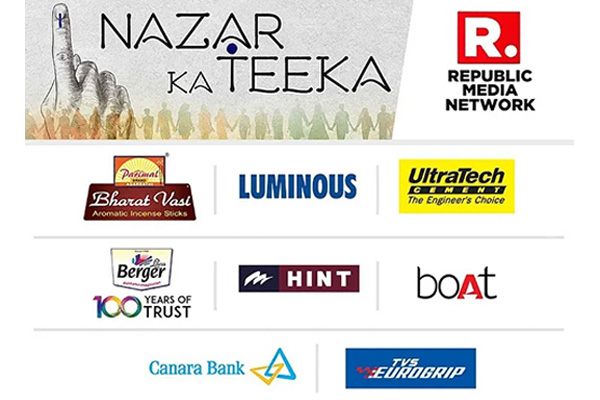 NAZAR
KA TEEKA
R.
REPUBLIC
MEDIA
NETWORK
Parimal
Bharat Vasi
Aromatic Incense Sticks
LUMINOUS
UltraTech
CEMENT
The Engineer's Choice
Berger
100 YEARS OF
TRUST
HINT
boAt
Canara Bank
TVS
EUROGRIP